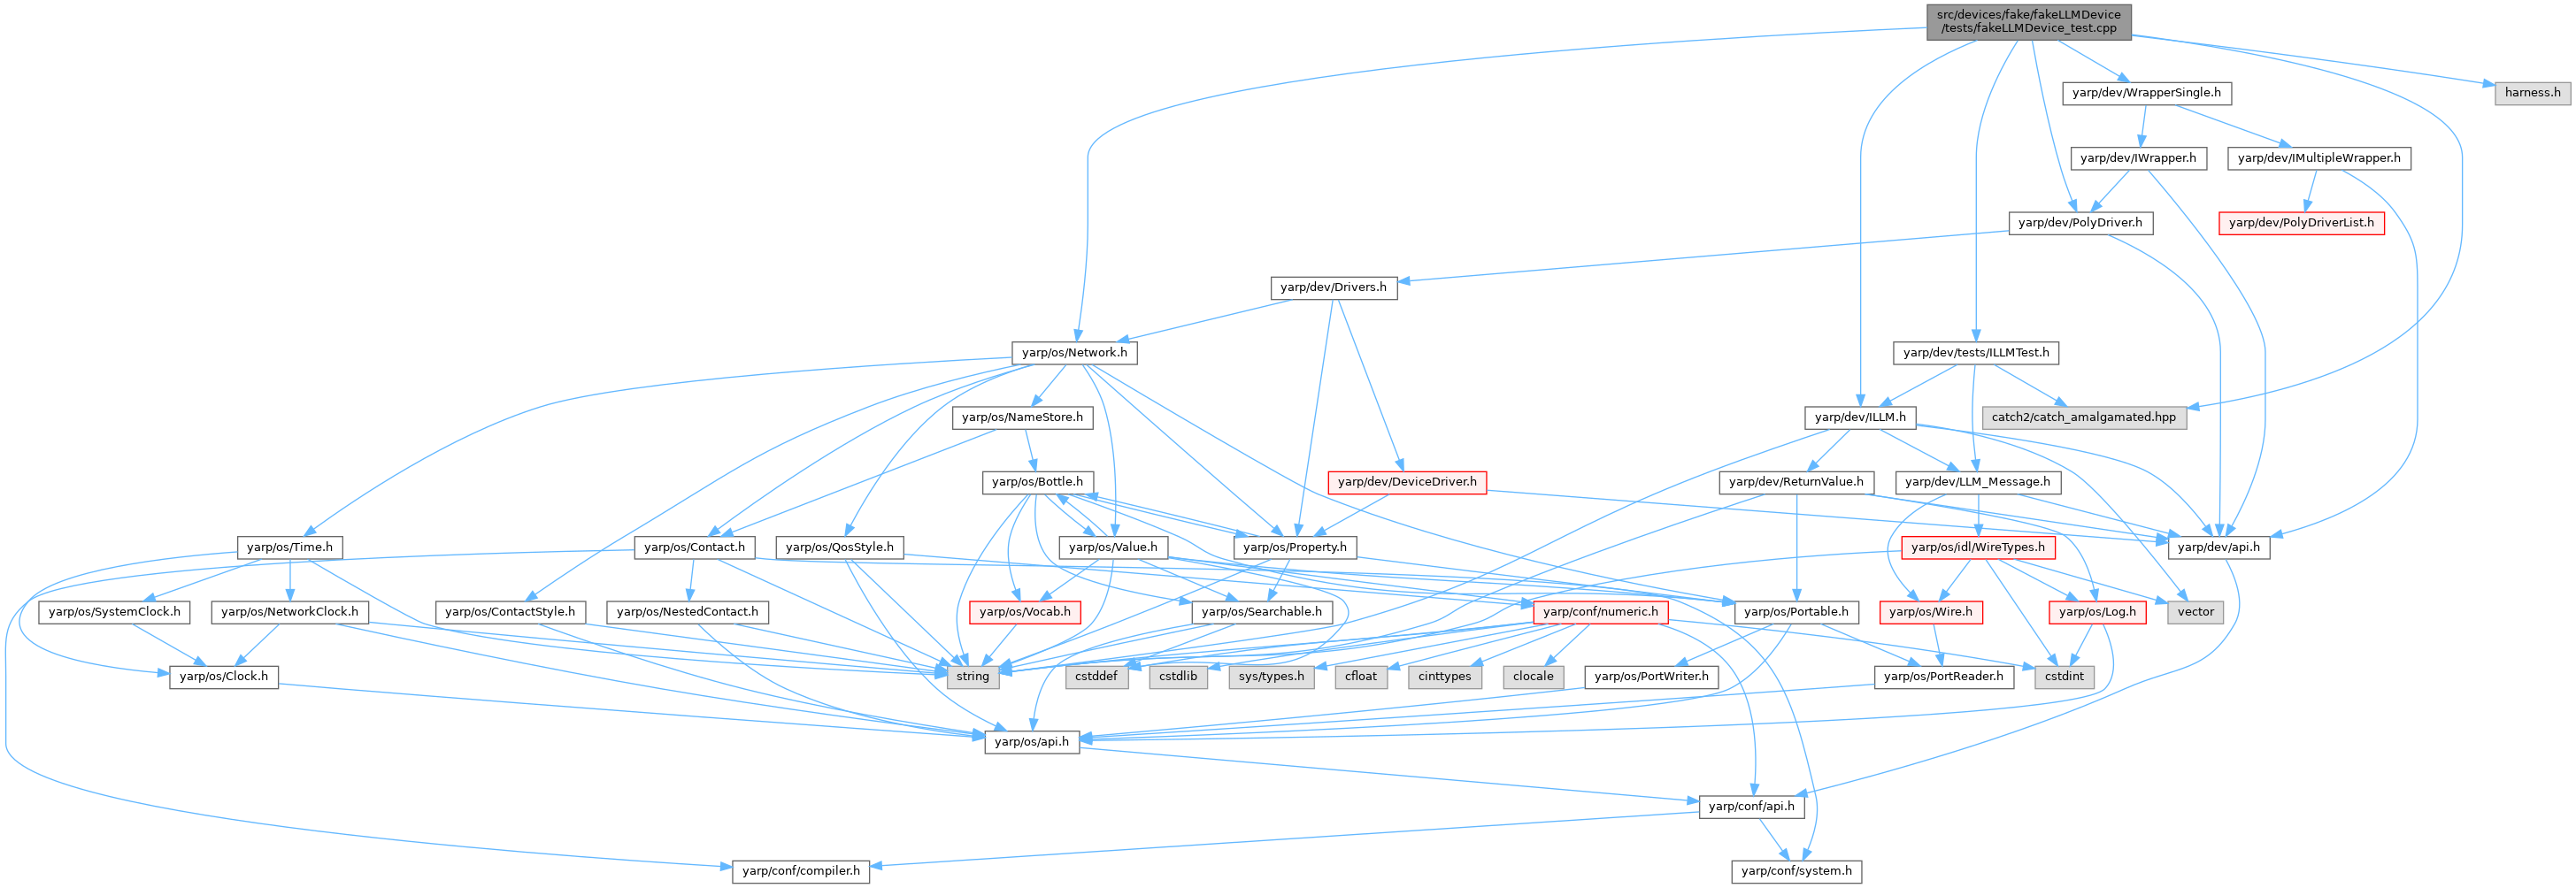 src/devices/fake/fakeLLMDevice
/tests/fakeLLMDevice_test.cpp
yarp/dev/WrapperSingle.h
harness.h
yarp/dev/IWrapper.h
yarp/dev/IMultipleWrapper.h
yarp/dev/PolyDriver.h
yarp/dev/PolyDriverList.h
yarp/dev/Drivers.h
yarp/os/Network.h
yarp/dev/tests/ILLMTest.h
yarp/os/NameStore.h
yarp/dev/ILLM.h
catch2/catch_amalgamated.hpp
yarp/os/Bottle.h
yarp/dev/DeviceDriver.h
yarp/dev/ReturnValue.h
yarp/dev/LLM_Message.h
yarp/os/Time.h
yarp/os/Contact.h
yarp/os/QosStyle.h
yarp/os/Value.h
yarp/os/Property.h
yarp/os/idl/WireTypes.h
yarp/dev/api.h
yarp/os/SystemClock.h
yarp/os/NetworkClock.h
yarp/os/ContactStyle.h
yarp/os/NestedContact.h
yarp/os/Vocab.h
yarp/os/Searchable.h
yarp/conf/numeric.h
yarp/os/Portable.h
yarp/os/Wire.h
yarp/os/Log.h
vector
yarp/os/Clock.h
string
cstddef
cstdlib
sys/types.h
cfloat
cinttypes
clocale
yarp/os/PortWriter.h
yarp/os/PortReader.h
cstdint
yarp/os/api.h
yarp/conf/api.h
yarp/conf/compiler.h
yarp/conf/system.h